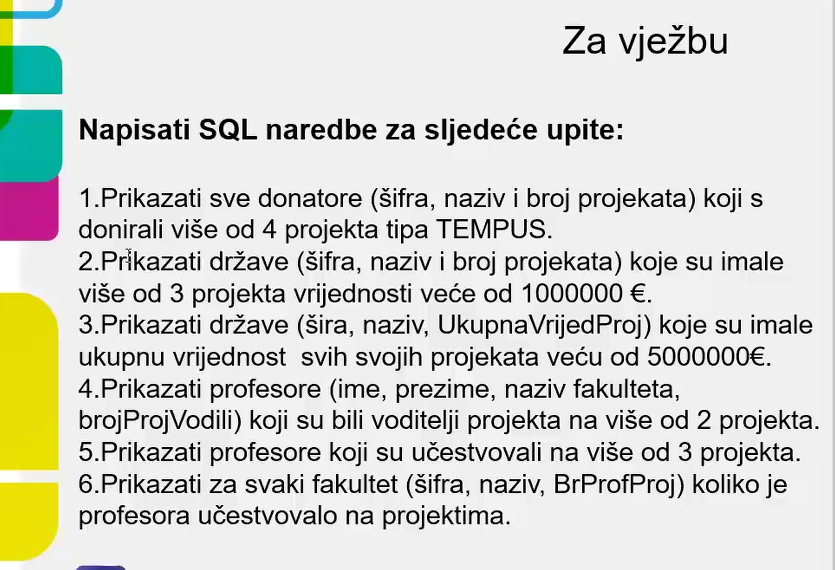 Za vježbu
Napisati SQL naredbe za sljedeće upite:
1.Prikazati sve donatore (šifra, naziv i broj projekata) koji s
donirali više od 4 projekta tipa TEMPUS.
2.Prikazati države (šifra, naziv i broj projekata) koje su imale
više od 3 projekta vrijednosti veće od 1000000 €.
3.Prikazati države (šira, naziv, UkupnaVrijedProj) koje su imale
ukupnu vrijednost svih svojih projekata veću od 5000000€.
4.Prikazati profesore (ime, prezime, naziv fakulteta,
brojProjVodili) koji su bili voditelji projekta na više od 2 projekta.
5.Prikazati profesore koji su učestvovali na više od 3 projekta.
6.Prikazati za svaki fakultet (šifra, naziv, BrProfProj) koliko je
profesora učestvovalo na projektima.